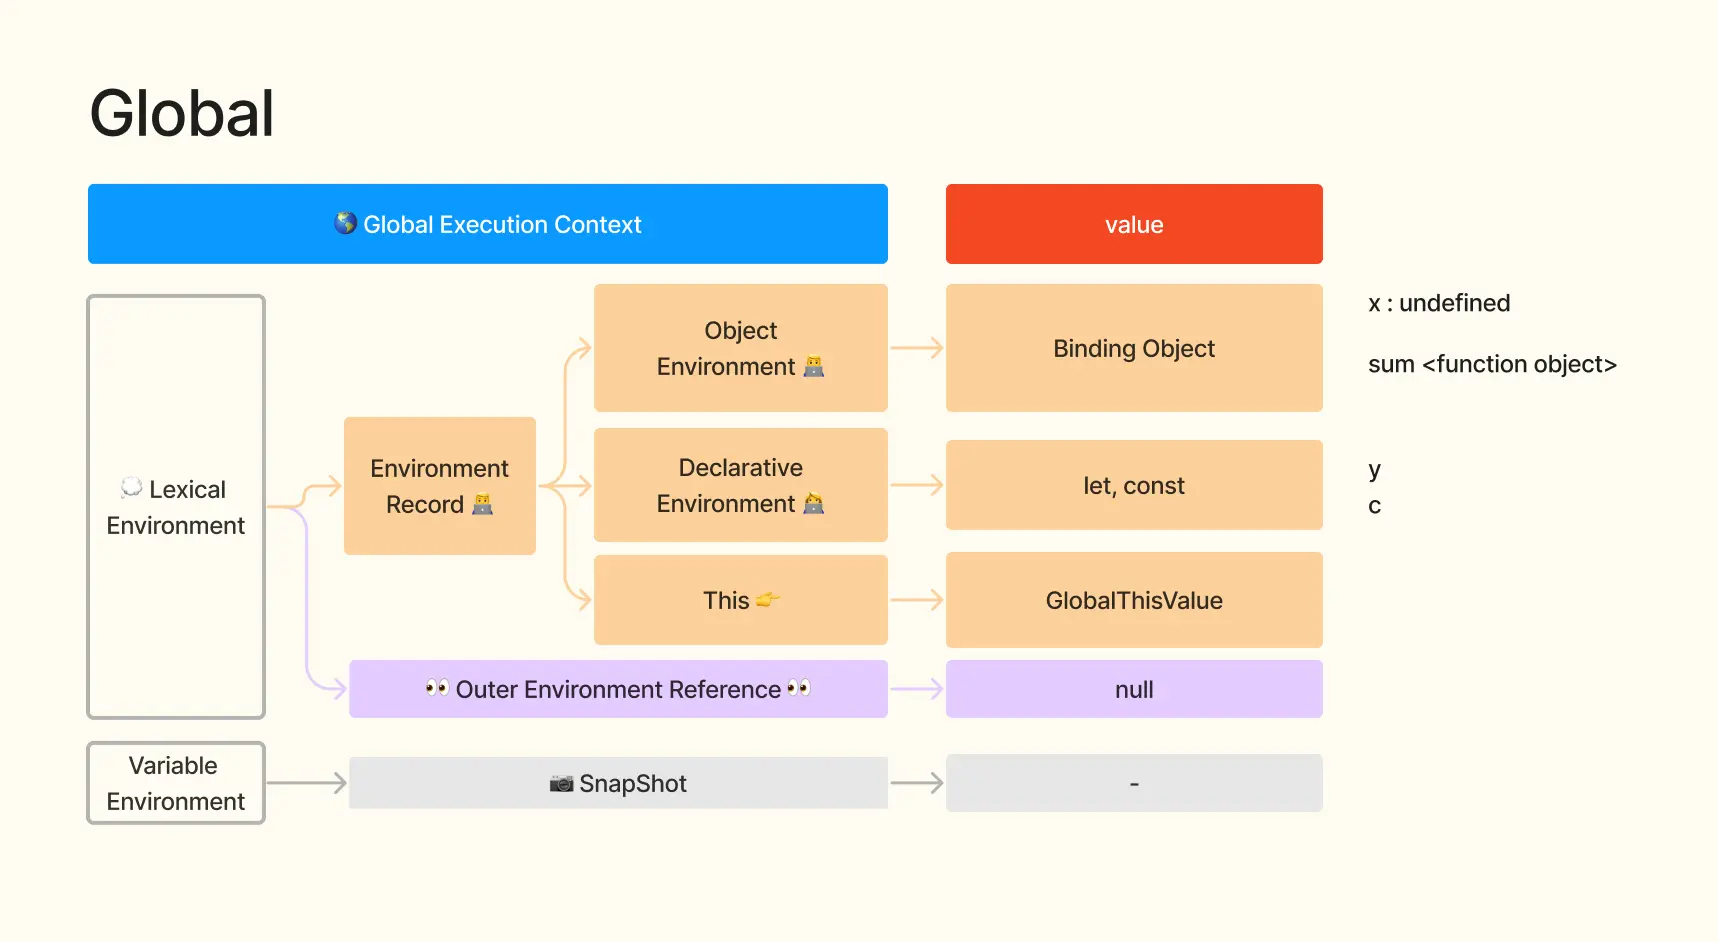 Global
🌎 Global Execution Context
value
Object
Environment 👨‍💻
Binding Object
x : undefined
sum <function object>
💭 Lexical
Environment
Environment
Record 👨‍💻
Declarative
Environment 👩‍💻
let, const
y
c
This 👉
GlobalThisValue
👀 Outer Environment Reference 👀
null
Variable
Environment
📷 SnapShot
-